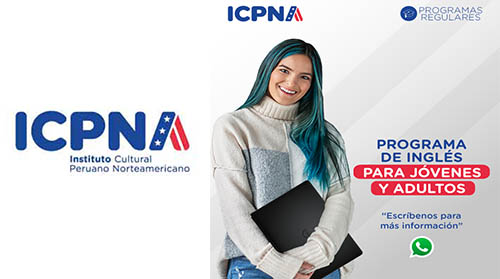 ICPNA
Instituto Cultural
Peruano Norteamericano
ICPNA
PROGRAMAS
REGULARES
PROGRAMA
DE INGLÉS
PARA JÓVENES
Y ADULTOS
“Escríbenos para
más información”